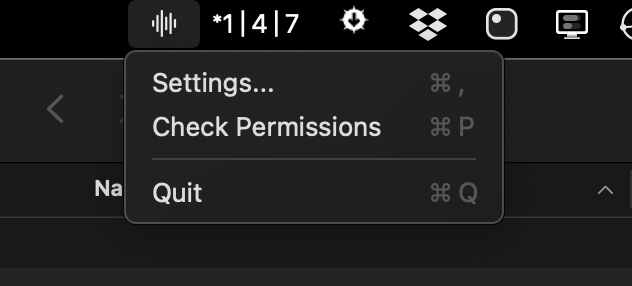 *1|4|7
Settings... ⌘ ,
Check Permissions ⌘ P
Quit ⌘ Q
Na